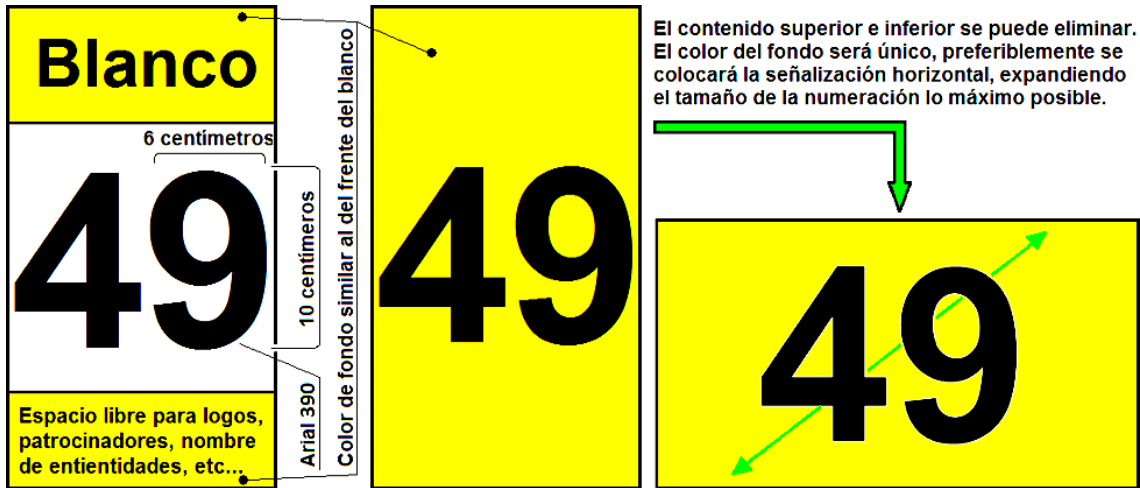 Blanco
6 centímetros
49
10 centímeros
Arial 390
Espacio libre para logos,
patrocinadores, nombre
de entientidades, etc...
Color de fondo similar al del frente del blanco
49
El contenido superior e inferior se puede eliminar.
El color del fondo será único, preferiblemente se
colocará la señalización horizontal, expandiendo
el tamaño de la numeración lo máximo posible.
49